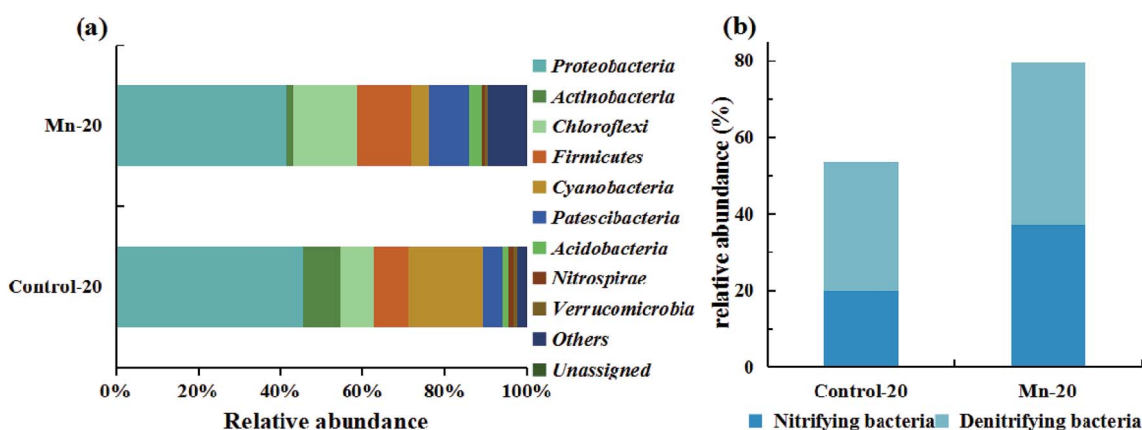 (a)
Mn-20
Control-20
0% 20% 40% 60% 80% 100%
Relative abundance
Proteobacteria
Actinobacteria
Chloroflexi
Firmicutes
Cyanobacteria
Patescibacteria
Acidobacteria
Nitrospirae
Verrucomicrobia
Others
Unassigned
(b)
relative abundance (%)
80
60
40
20
0
Control-20 Mn-20
Nitrifying bacteria Denitrifying bacteria